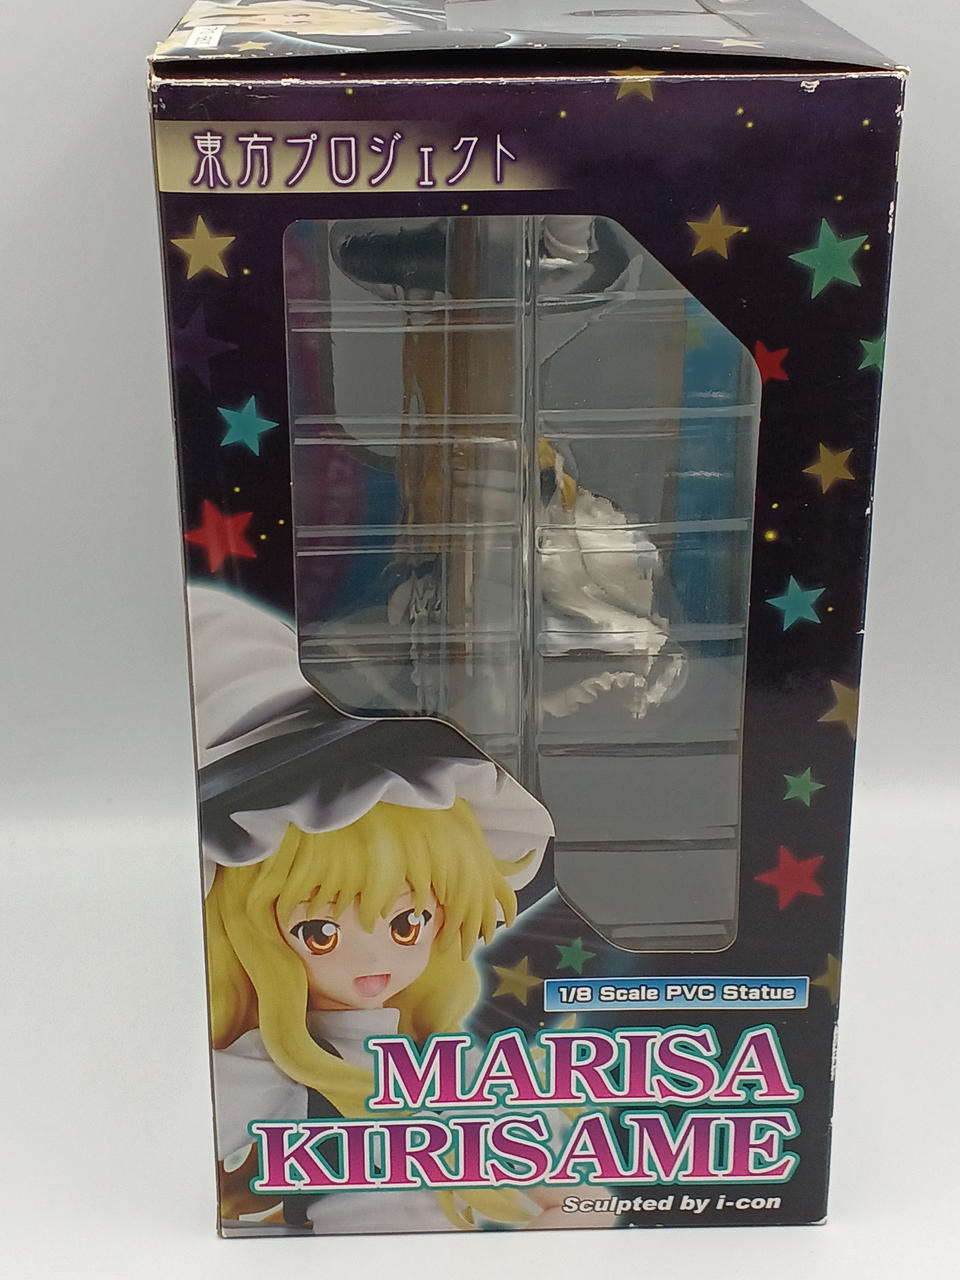 東方プロジェクト
1/8 Scale PVC Statue
MARISA
KIRISAME
Sculpted by i-con